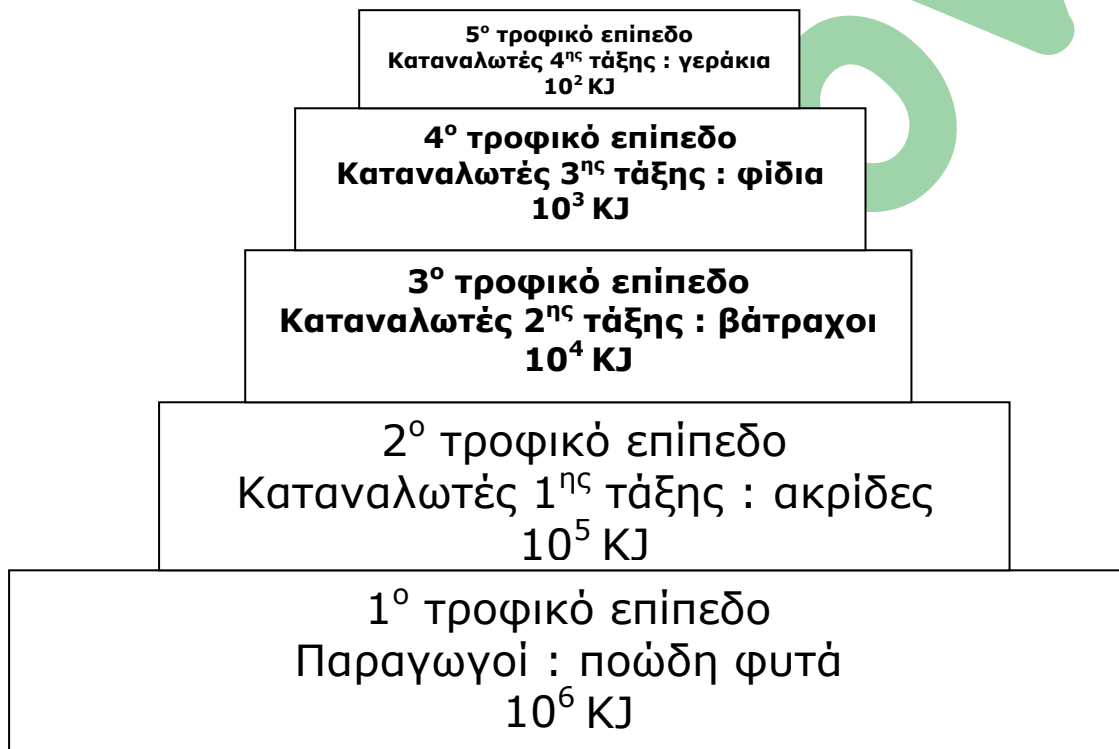 5ο τροφικό επίπεδο
Καταναλωτές 4ης τάξης : γεράκια
10² KJ
4ο τροφικό επίπεδο
Καταναλωτές 3ης τάξης : φίδια
10³ KJ
3ο τροφικό επίπεδο
Καταναλωτές 2ης τάξης : βάτραχοι
10⁴ KJ
2ο τροφικό επίπεδο
Καταναλωτές 1ης τάξης : ακρίδες
10⁵ KJ
1ο τροφικό επίπεδο
Παραγωγοί : ποώδη φυτά
10⁶ KJ